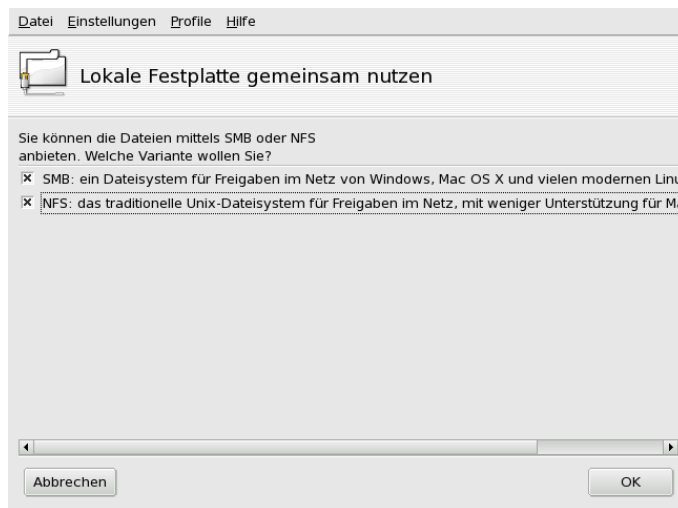 Datei Einstellungen Profile Hilfe
Lokale Festplatte gemeinsam nutzen
Sie können die Dateien mittels SMB oder NFS
anbieten. Welche Variante wollen Sie?
SMB: ein Dateisystem für Freigaben im Netz von Windows, Mac OS X und vielen modernen
NFS: das traditionelle Unix-Dateisystem für Freigaben im Netz, mit weniger Unterstützung für
Abbrechen OK